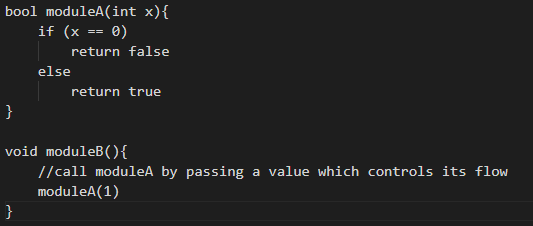 bool moduleA(int x){
if (x == 0)
return false
else
return true
}
void moduleB(){
//call moduleA by passing a value which controls its flow
moduleA(1)
}